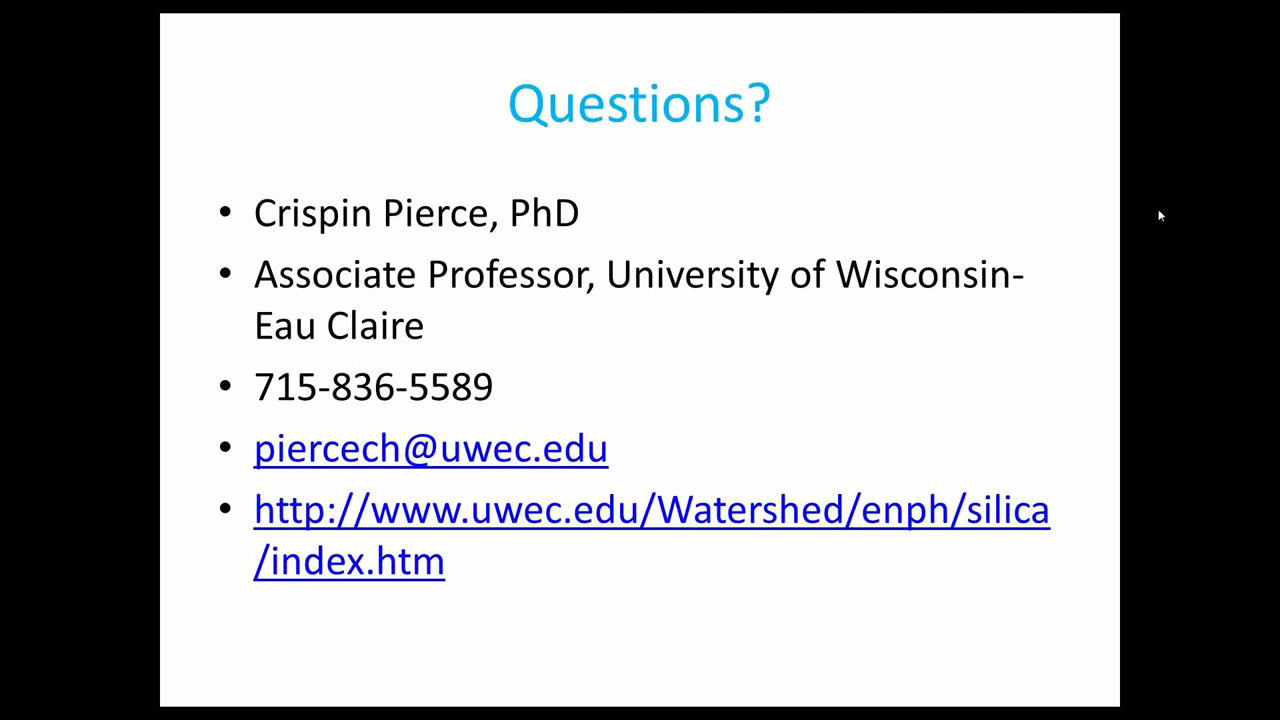 Questions?
• Crispin Pierce, PhD
• Associate Professor, University of Wisconsin-
Eau Claire
• 715-836-5589
• piercech@uwec.edu
• http://www.uwec.edu/Watershed/enph/silica
/index.htm